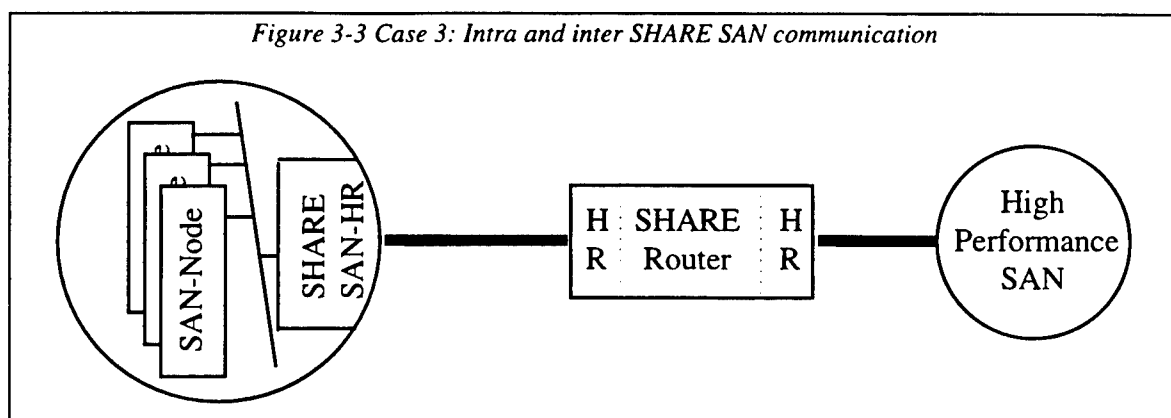 Figure 3-3 Case 3: Intra and inter SHARE SAN communication
SAN-Node
SHARE
SAN-HR
H
R
SHARE
Router
H
R
High
Performance
SAN